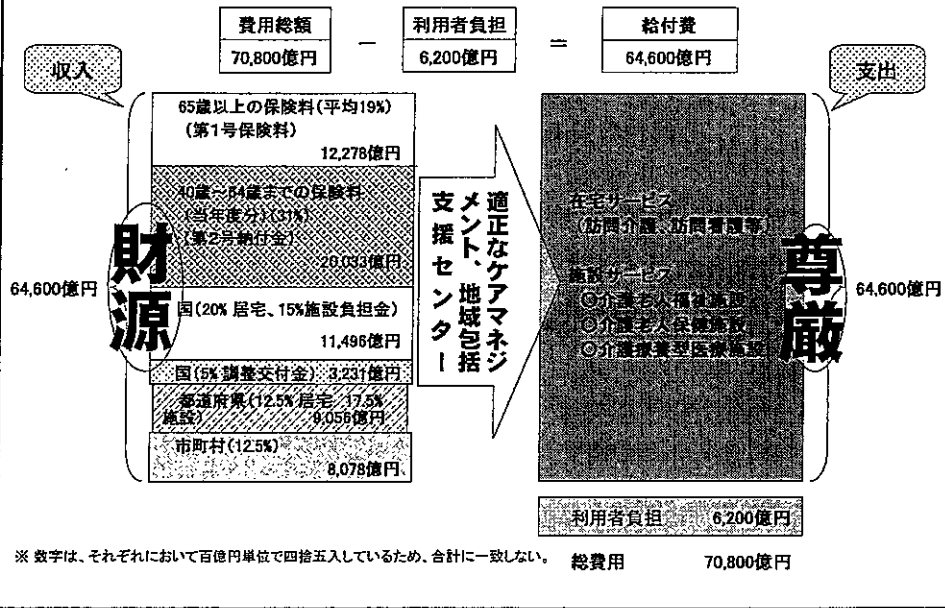 費用総額
70,800億円
−
利用者負担
6,200億円
=
給付費
64,600億円
収入
支出
65歳以上の保険料(平均19%)
(第1号保険料)
12,278億円
40歳~64歳までの保険料
(当年度分)(31%)
(第2号納付金)
20,033億円
国(20% 居宅、15%施設負担金)
11,496億円
国(5% 調整交付金) 3,231億円
都道府県(12.5% 居宅、17.5%
施設) 9,056億円
市町村(12.5%)
8,078億円
64,600億円
財源
適正なケアマネジ
メント、地域包括
支援センター
在宅サービス
(訪問介護、訪問看護等)
施設サービス
◎介護老人福祉施設
◎介護老人保健施設
◎介護療養型医療施設
尊厳
64,600億円
利用者負担 6,200億円
※ 数字は、それぞれにおいて百億円単位で四捨五入しているため、合計に一致しない。
総費用 70,800億円